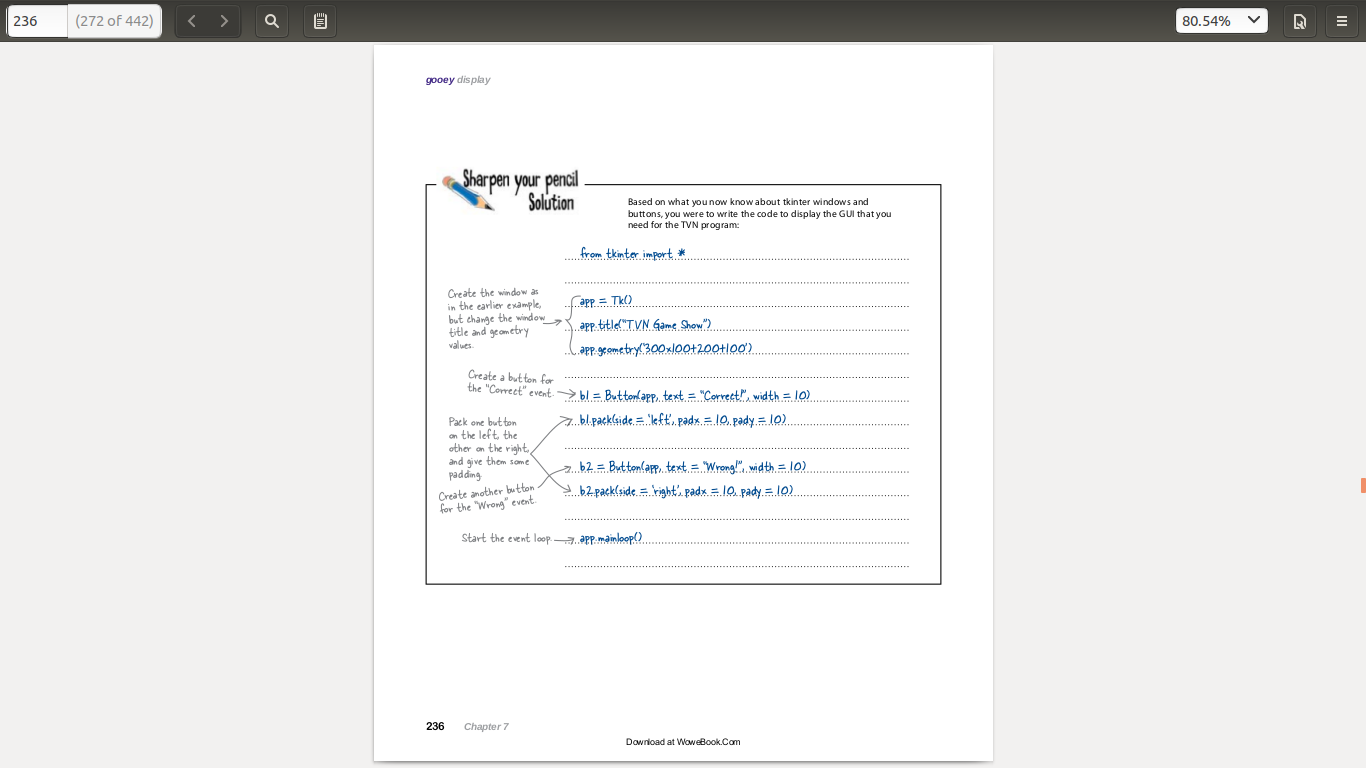 236 (272 of 442) 80.54%
gooey display
Sharpen your pencil
Solution
Based on what you now know about tkinter windows and
buttons, you were to write the code to display the GUI that you
need for the TVN program:
from tkinter import *
Create the window as
in the earlier example,
but change the window
title and geometry
values.
app = Tk()
app.title("TVN Game Show")
app.geometry('300x100+200+100')
Create a button for
the "Correct" event.
b1 = Button(app, text = "Correct!", width = 10)
b1.pack(side = 'left', padx = 10, pady = 10)
Pack one button
on the left, the
other on the right,
and give them some
padding.
b2 = Button(app, text = "Wrong!", width = 10)
b2.pack(side = 'right', padx = 10, pady = 10)
Create another button
for the "Wrong" event.
Start the event loop.
app.mainloop()
236 Chapter 7
Download at WoweBook.Com